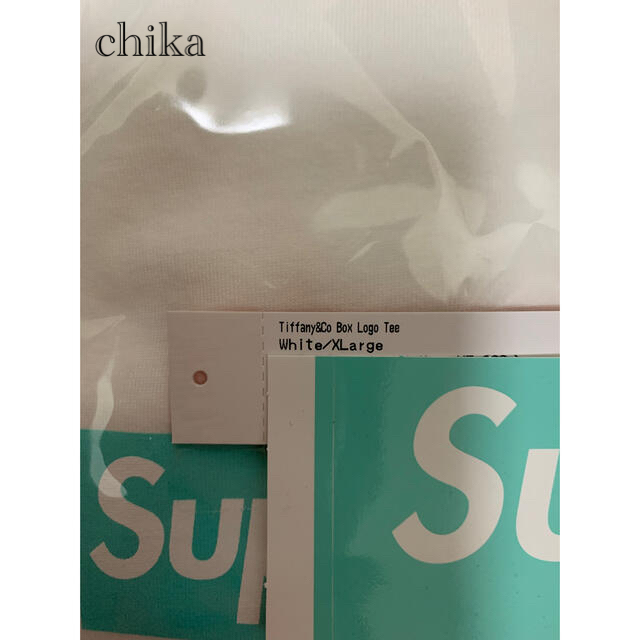 chika
Tiffany&Co Box Logo Tee
White/XLarge
Sup
Su